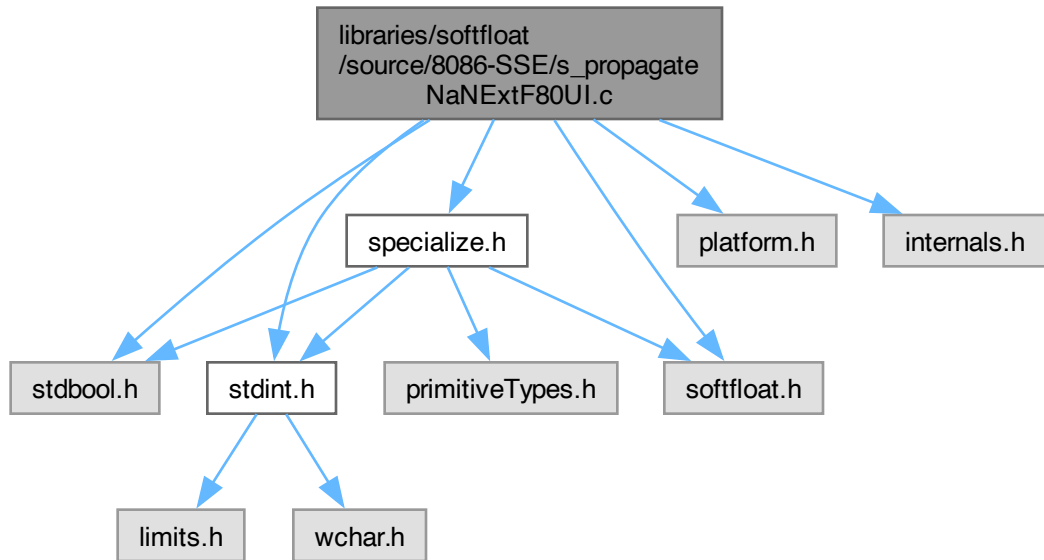 libraries/softfloat
/source/8086-SSE/s_propagate
NaNExtF80UI.c
specialize.h
platform.h
internals.h
stdbool.h
stdint.h
primitiveTypes.h
softfloat.h
limits.h
wchar.h